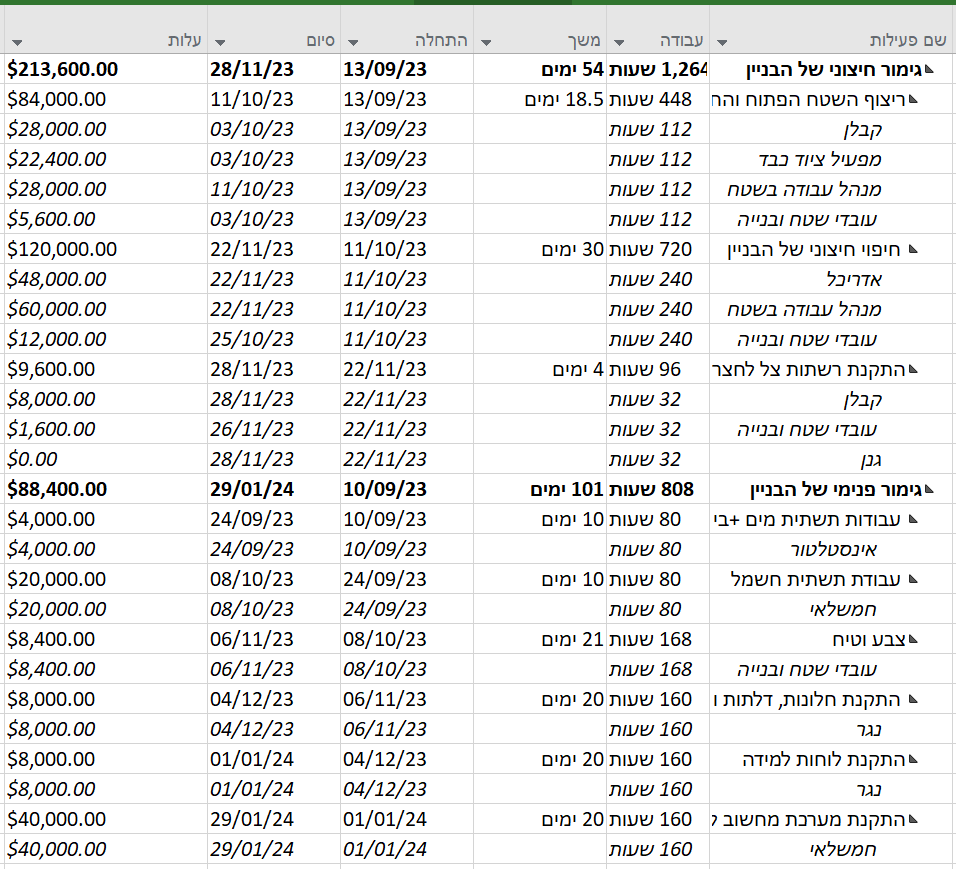 שם פעילות עבודה משך התחלה סיום עלות
גימור חיצוני של הבניין 1,264 שעות 54 ימים 13/09/23 28/11/23 $213,600.00
ריצוף השטח הפתוח והח 448 שעות 18.5 ימים 13/09/23 11/10/23 $84,000.00
קבלן 112 שעות 13/09/23 03/10/23 $28,000.00
מפעיל ציוד כבד 112 שעות 13/09/23 03/10/23 $22,400.00
מנהל עבודה בשטח 112 שעות 13/09/23 11/10/23 $28,000.00
עובדי שטח ובנייה 112 שעות 13/09/23 03/10/23 $5,600.00
חיפוי חיצוני של הבניין 720 שעות 30 ימים 11/10/23 22/11/23 $120,000.00
אדריכל 240 שעות 11/10/23 22/11/23 $48,000.00
מנהל עבודה בשטח 240 שעות 11/10/23 22/11/23 $60,000.00
עובדי שטח ובנייה 240 שעות 11/10/23 25/10/23 $12,000.00
התקנת רשתות צל לחצר 96 שעות 4 ימים 22/11/23 28/11/23 $9,600.00
קבלן 32 שעות 22/11/23 28/11/23 $8,000.00
עובדי שטח ובנייה 32 שעות 22/11/23 26/11/23 $1,600.00
גנן 32 שעות 22/11/23 28/11/23 $0.00
גימור פנימי של הבניין 808 שעות 101 ימים 10/09/23 29/01/24 $88,400.00
עבודות תשתית מים +בי 80 שעות 10 ימים 10/09/23 24/09/23 $4,000.00
אינסטלטור 80 שעות 10/09/23 24/09/23 $4,000.00
עבודת תשתית חשמל 80 שעות 10 ימים 24/09/23 08/10/23 $20,000.00
חמשלאי 80 שעות 24/09/23 08/10/23 $20,000.00
צבע וטיח 168 שעות 21 ימים 08/10/23 06/11/23 $8,400.00
עובדי שטח ובנייה 168 שעות 08/10/23 06/11/23 $8,400.00
התקנת חלונות, דלתות ו 160 שעות 20 ימים 06/11/23 04/12/23 $8,000.00
נגר 160 שעות 06/11/23 04/12/23 $8,000.00
התקנת לוחות למידה 160 שעות 20 ימים 04/12/23 01/01/24 $8,000.00
נגר 160 שעות 04/12/23 01/01/24 $8,000.00
התקנת מערכת מחשוב 160 שעות 20 ימים 01/01/24 29/01/24 $40,000.00
חמשלאי 160 שעות 01/01/24 29/01/24 $40,000.00